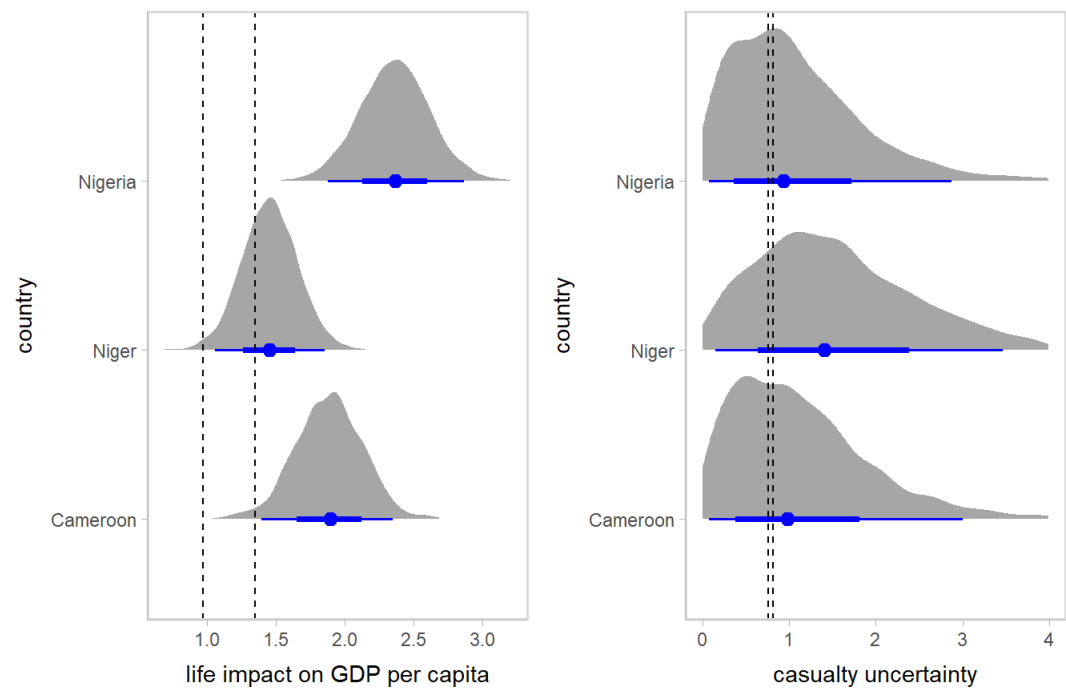 country
Nigeria
Niger
Cameroon
1.0 1.5 2.0 2.5 3.0
life impact on GDP per capita
country
Nigeria
Niger
Cameroon
0 1 2 3 4
casualty uncertainty